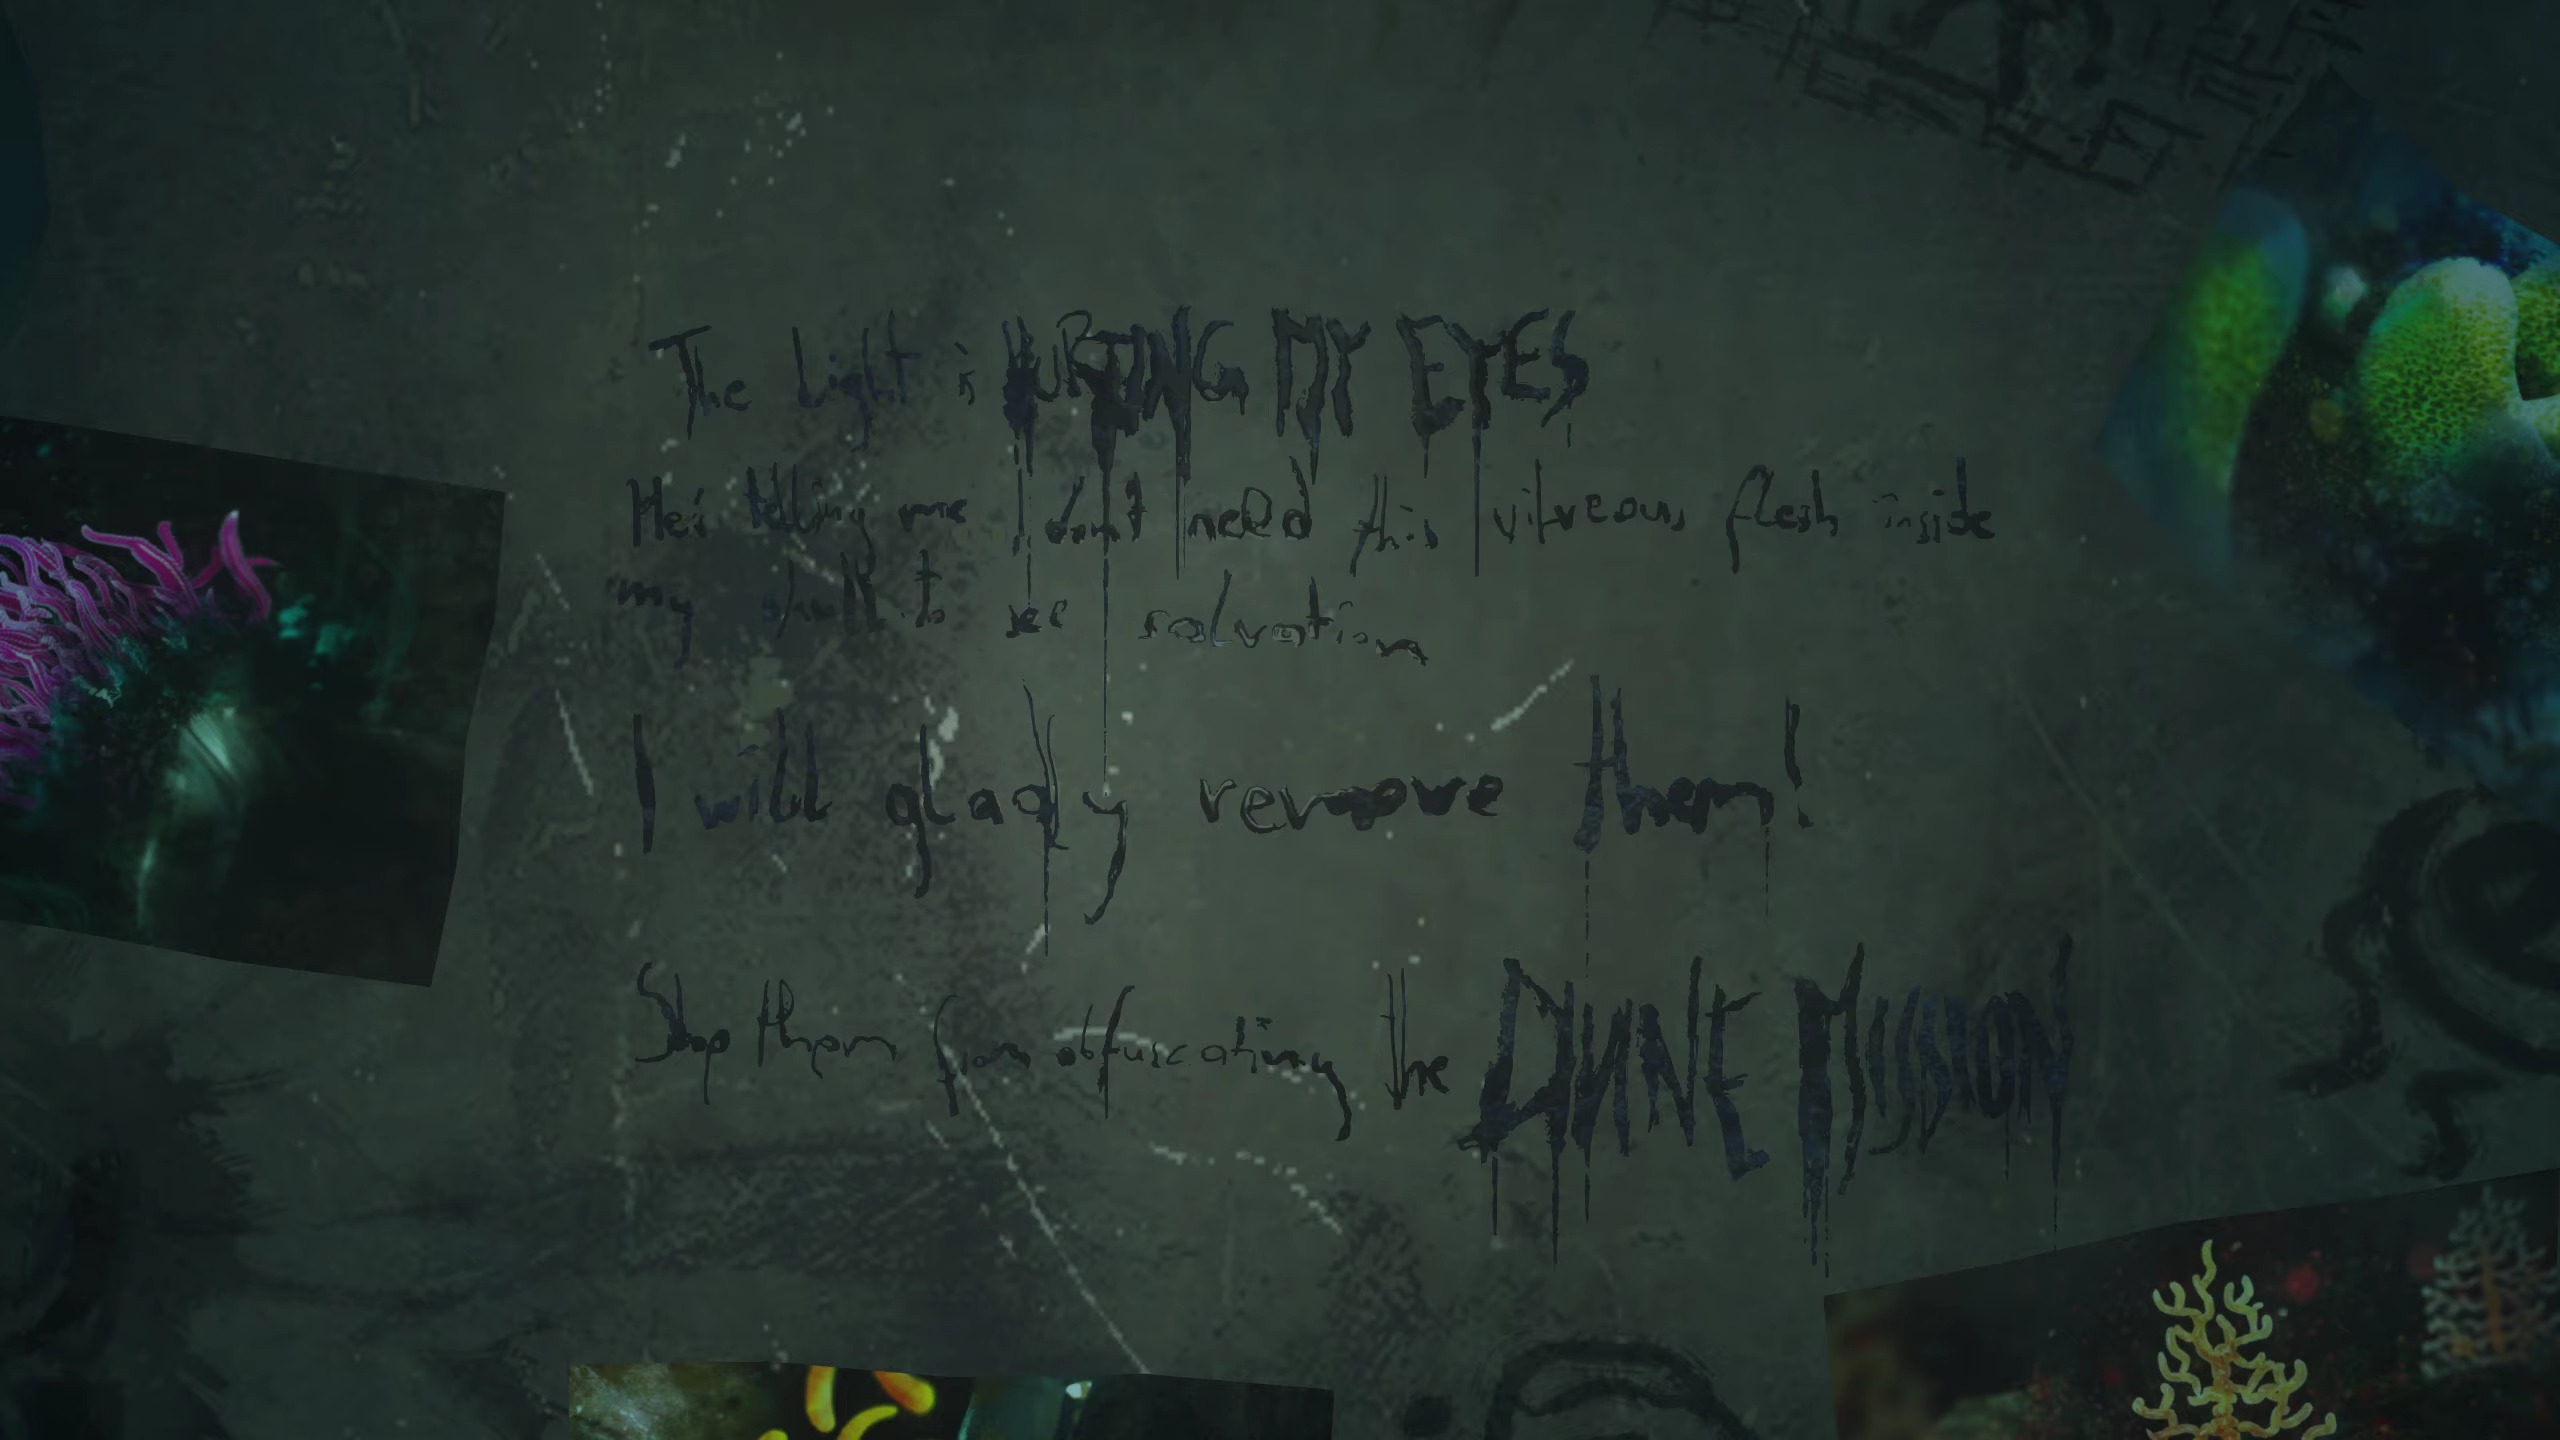 The Light is HURTING MY EYES
He's telling me I don't need this vitreous flesh inside
my skull to see salvation
I will glady remove them!
Stop them from obfuscating the DIVINE MISSION